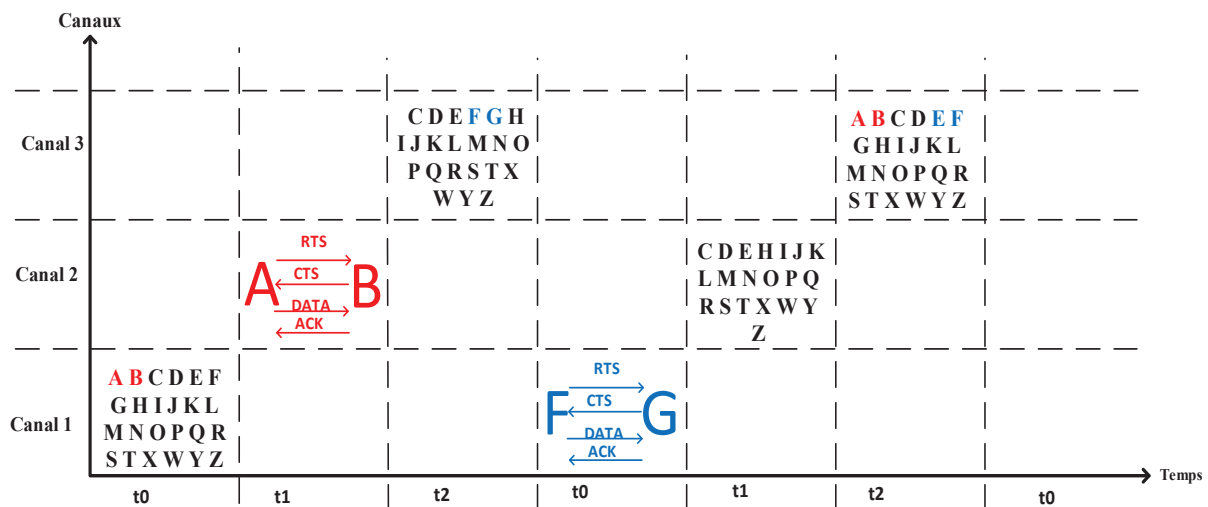 Canaux
Canal 3
C D E F G H
I J K L M N O
P Q R S T X
W Y Z
A B C D E F
G H I J K L
M N O P Q R
S T X W Y Z
Canal 2
RTS
A CTS B
DATA
ACK
C D E H I J K
L M N O P Q
R S T X W Y
Z
Canal 1
A B C D E F
G H I J K L
M N O P Q R
S T X W Y Z
RTS
F CTS G
DATA
ACK
Temps
t0 t1 t2 t0 t1 t2 t0